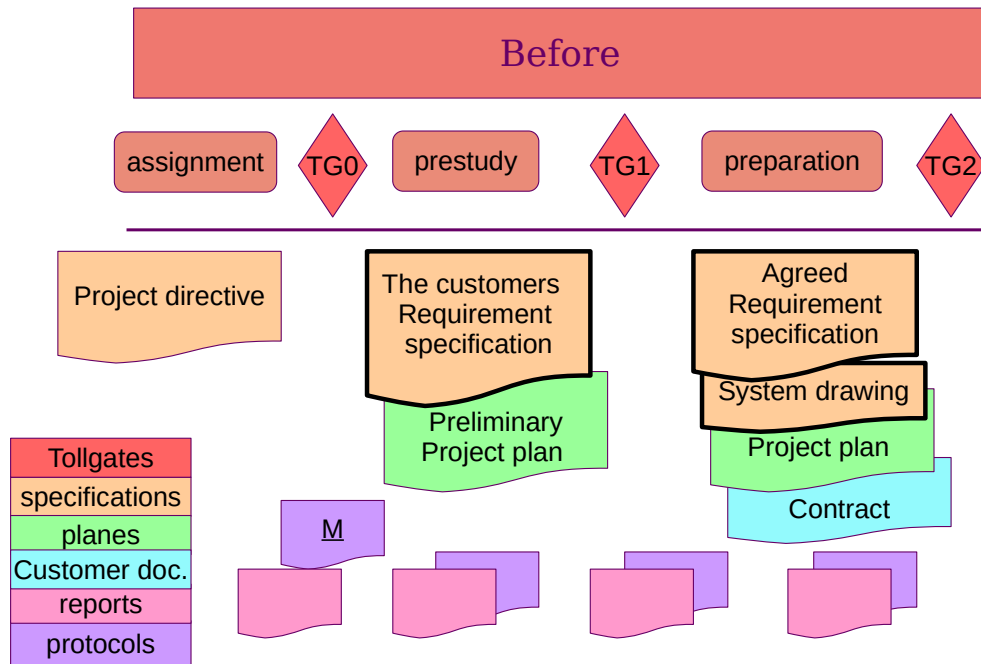 Before
assignment
TG0
prestudy
TG1
preparation
TG2
Project directive
The customers
Requirement
specification
Agreed
Requirement
specification
System drawing
Preliminary
Project plan
Project plan
Contract
Tollgates
specifications
planes
Customer doc.
reports
protocols
M